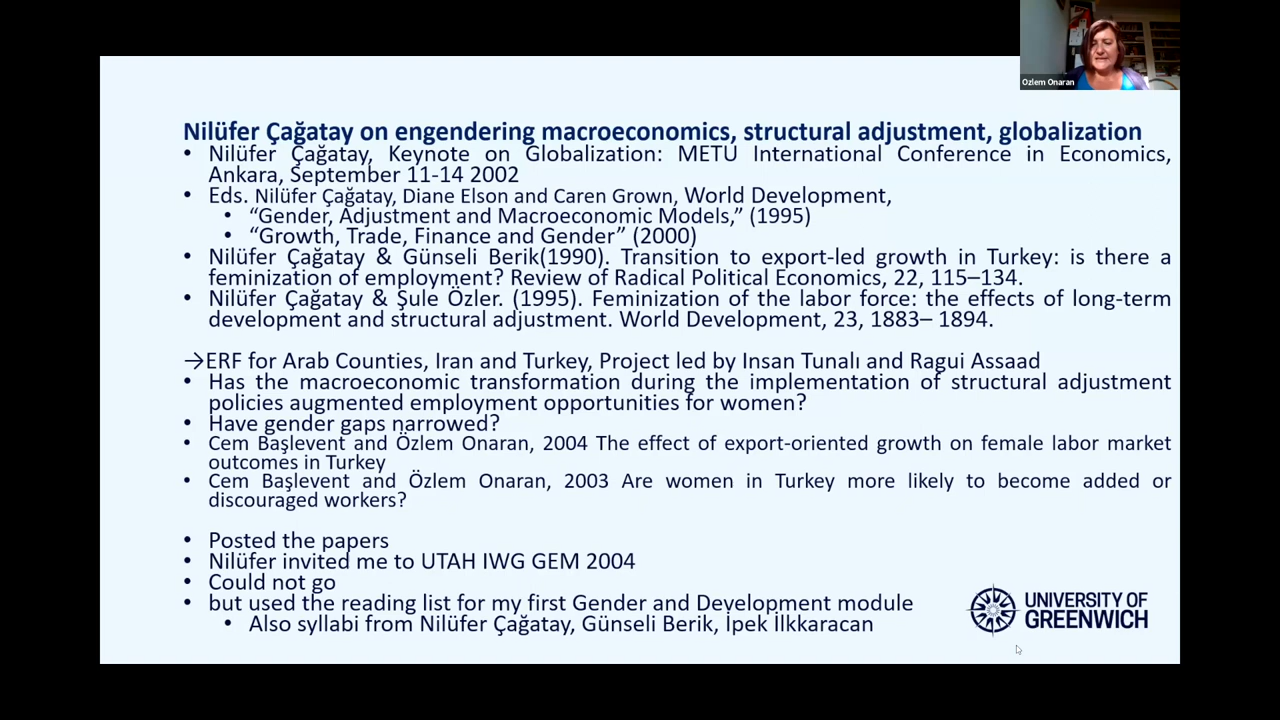 Ozlem Onaran
Nilüfer Çağatay on engendering macroeconomics, structural adjustment, globalization
• Nilüfer Çağatay, Keynote on Globalization: METU International Conference in Economics,
Ankara, September 11-14 2002
• Eds. Nilüfer Çağatay, Diane Elson and Caren Grown, World Development,
• “Gender, Adjustment and Macroeconomic Models,” (1995)
• “Growth, Trade, Finance and Gender” (2000)
• Nilüfer Çağatay & Günseli Berik(1990). Transition to export-led growth in Turkey: is there a
feminization of employment? Review of Radical Political Economics, 22, 115–134.
• Nilüfer Çağatay & Şule Özler. (1995). Feminization of the labor force: the effects of long-term
development and structural adjustment. World Development, 23, 1883– 1894.
→ERF for Arab Counties, Iran and Turkey, Project led by Insan Tunalı and Ragui Assaad
• Has the macroeconomic transformation during the implementation of structural adjustment
policies augmented employment opportunities for women?
• Have gender gaps narrowed?
• Cem Başlevent and Özlem Onaran, 2004 The effect of export-oriented growth on female labor market
outcomes in Turkey
• Cem Başlevent and Özlem Onaran, 2003 Are women in Turkey more likely to become added or
discouraged workers?
• Posted the papers
• Nilüfer invited me to UTAH IWG GEM 2004
• Could not go
• but used the reading list for my first Gender and Development module
• Also syllabi from Nilüfer Çağatay, Günseli Berik, İpek İlkkaracan
UNIVERSITY OF
GREENWICH